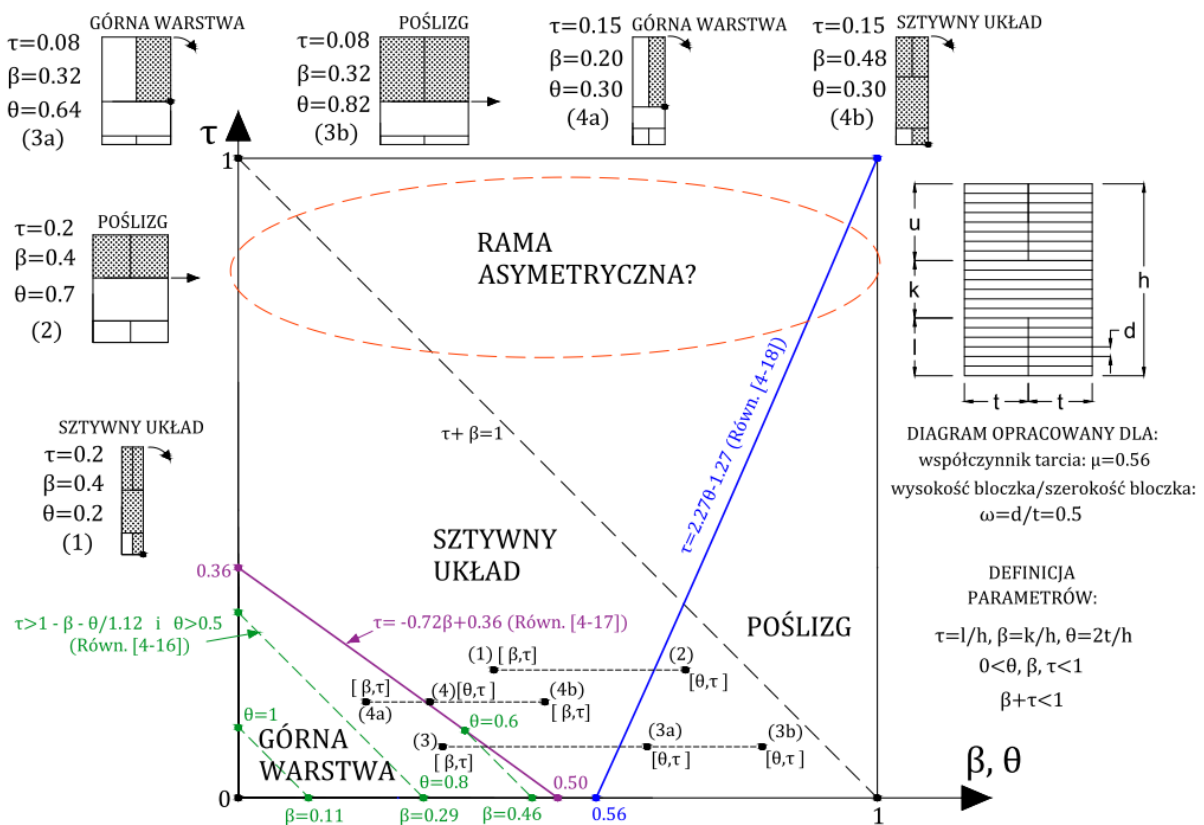 GÓRNA WARSTWA
τ=0.08
β=0.32
θ=0.64
(3a)
POŚLIZG
τ=0.08
β=0.32
θ=0.82
(3b)
GÓRNA WARSTWA
τ=0.15
β=0.20
θ=0.30
(4a)
SZTYWNY UKŁAD
τ=0.15
β=0.48
θ=0.30
(4b)
τ
1
POŚLIZG
τ=0.2
β=0.4
θ=0.7
(2)
RAMA
ASYMETRYCZNA?
u
k
l
h
d
t
t
SZTYWNY UKŁAD
τ=0.2
β=0.4
θ=0.2
(1)
τ+ β=1
τ=2.27θ-1.27 (Równ. [4-18])
DIAGRAM OPRACOWANY DLA:
współczynnik tarcia: μ=0.56
wysokość bloczka/szerokość bloczka:
ω=d/t=0.5
SZTYWNY
UKŁAD
0.36
τ>1 - β - θ/1.12 i θ>0.5
(Równ. [4-16])
τ= -0.72β+0.36 (Równ. [4-17])
POŚLIZG
DEFINICJA
PARAMETRÓW:
τ=l/h, β=k/h, θ=2t/h
0<θ, β, τ<1
β+τ<1
(1) [β,τ]
(2)
[θ,τ]
[β,τ]
(4a)
(4)[θ,τ]
(4b)
[β,τ]
θ=1
θ=0.6
GÓRNA
WARSTWA
(3)
[β,τ]
(3a)
[θ,τ]
(3b)
[θ,τ]
θ=0.8
0.50
β, θ
0
β=0.11
β=0.29
β=0.46
0.56
1